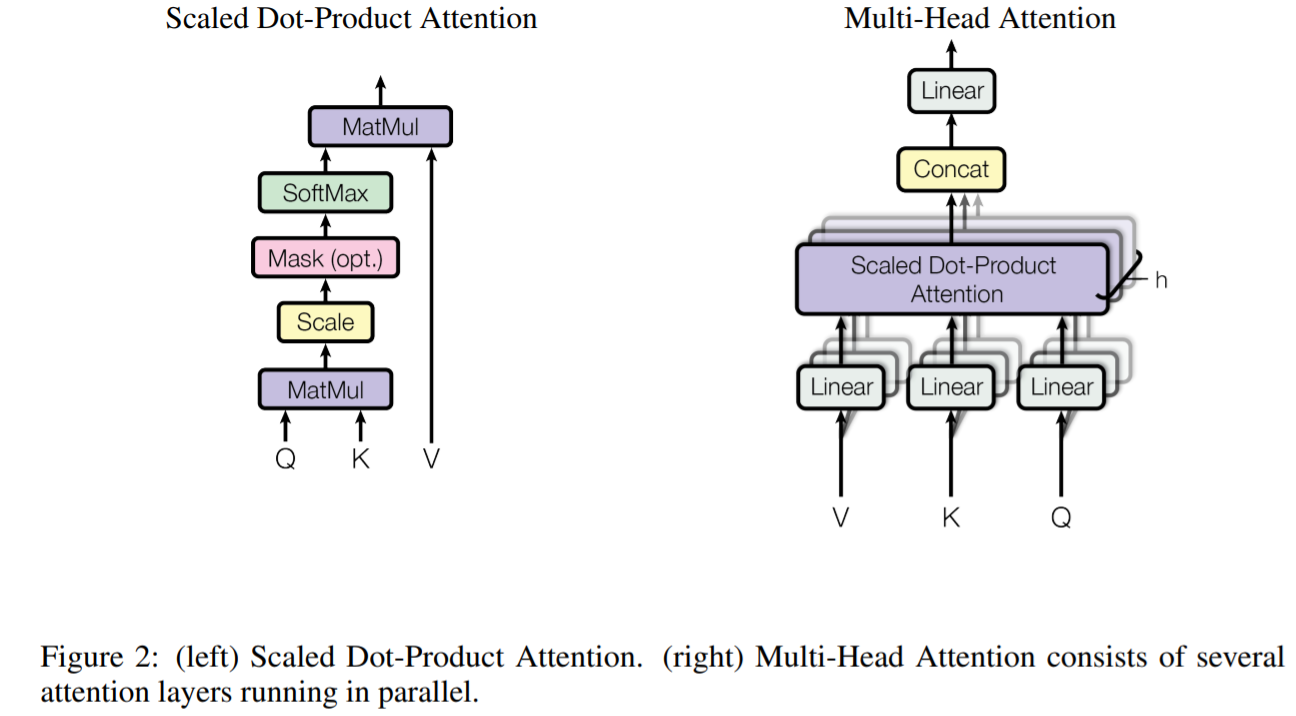 Scaled Dot-Product Attention
MatMul
SoftMax
Mask (opt.)
Scale
MatMul
Q K V
Multi-Head Attention
Linear
Concat
Scaled Dot-Product
Attention
h
Linear Linear Linear
V K Q
Figure 2: (left) Scaled Dot-Product Attention. (right) Multi-Head Attention consists of several
attention layers running in parallel.